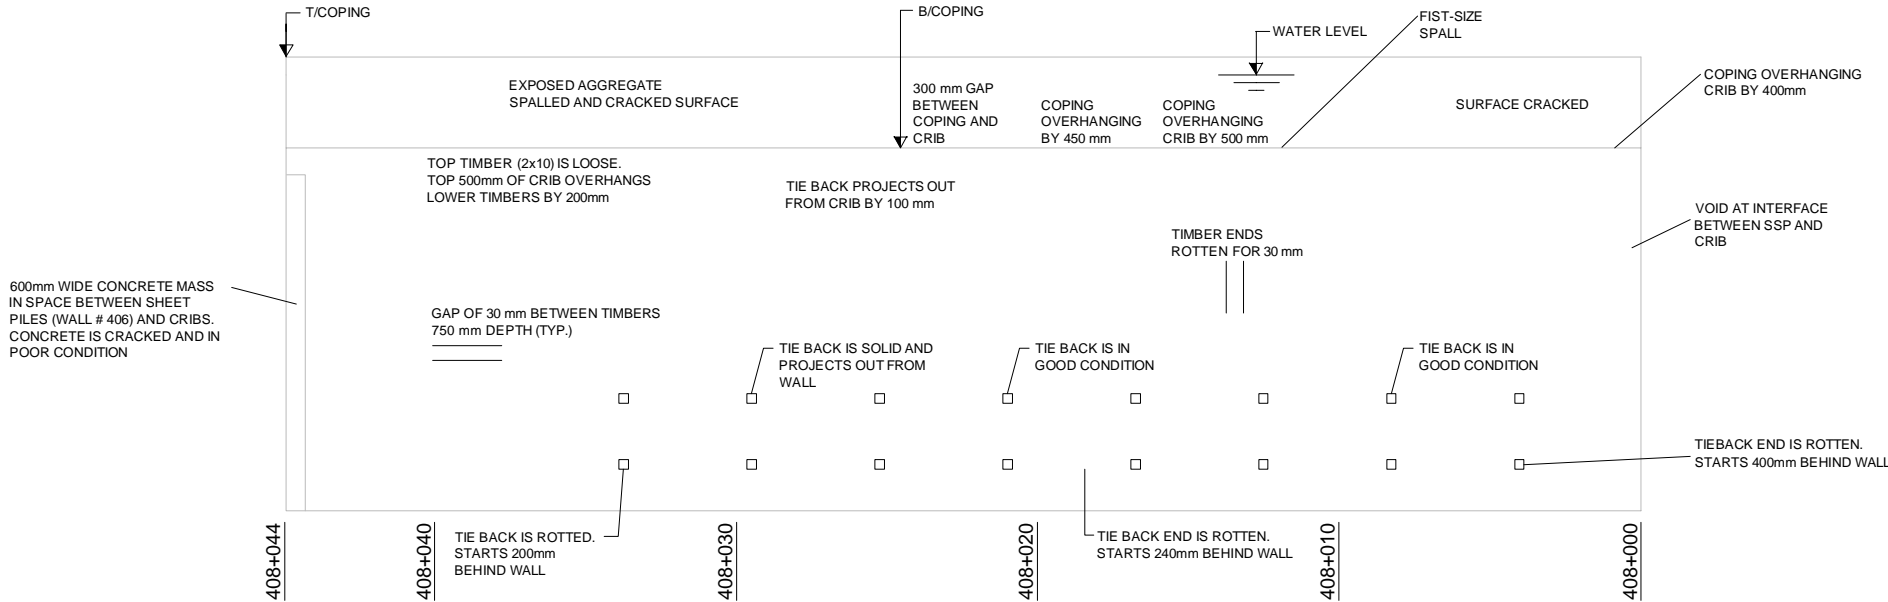 T/COPING
B/COPING
WATER LEVEL
FIST-SIZE
SPALL
EXPOSED AGGREGATE
SPALLED AND CRACKED SURFACE
300 mm GAP
BETWEEN
COPING AND
CRIB
COPING
OVERHANGING
BY 450 mm
COPING
OVERHANGING
CRIB BY 500 mm
SURFACE CRACKED
COPING OVERHANGING
CRIB BY 400mm
TOP TIMBER (2x10) IS LOOSE.
TOP 500mm OF CRIB OVERHANGS
LOWER TIMBERS BY 200mm
TIE BACK PROJECTS OUT
FROM CRIB BY 100 mm
TIMBER ENDS
ROTTEN FOR 30 mm
VOID AT INTERFACE
BETWEEN SSP AND
CRIB
600mm WIDE CONCRETE MASS
IN SPACE BETWEEN SHEET
PILES (WALL # 406) AND CRIBS.
CONCRETE IS CRACKED AND IN
POOR CONDITION
GAP OF 30 mm BETWEEN TIMBERS
750 mm DEPTH (TYP.)
TIE BACK IS SOLID AND
PROJECTS OUT FROM
WALL
TIE BACK IS IN
GOOD CONDITION
TIE BACK IS IN
GOOD CONDITION
TIEBACK END IS ROTTEN.
STARTS 400mm BEHIND WALL
TIE BACK IS ROTTED.
STARTS 200mm
BEHIND WALL
TIE BACK END IS ROTTEN.
STARTS 240mm BEHIND WALL
408+044
408+040
408+030
408+020
408+010
408+000